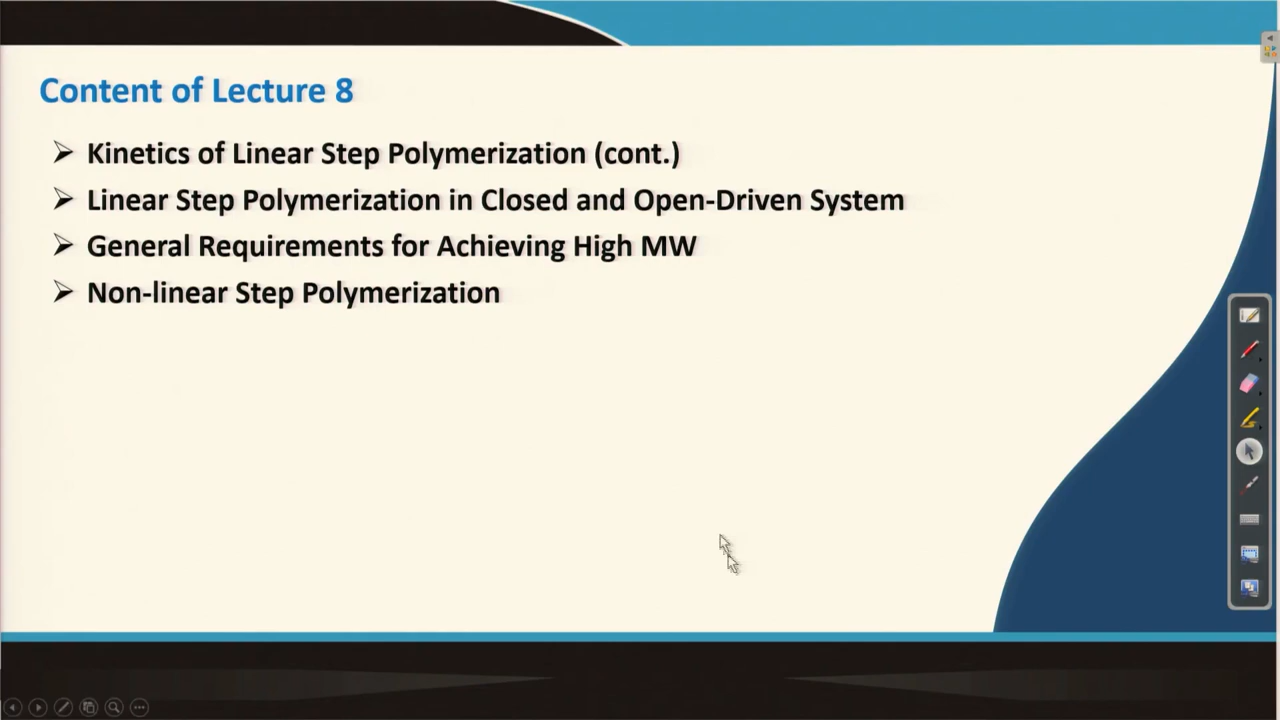 Content of Lecture 8
Kinetics of Linear Step Polymerization (cont.)
Linear Step Polymerization in Closed and Open-Driven System
General Requirements for Achieving High MW
Non-linear Step Polymerization